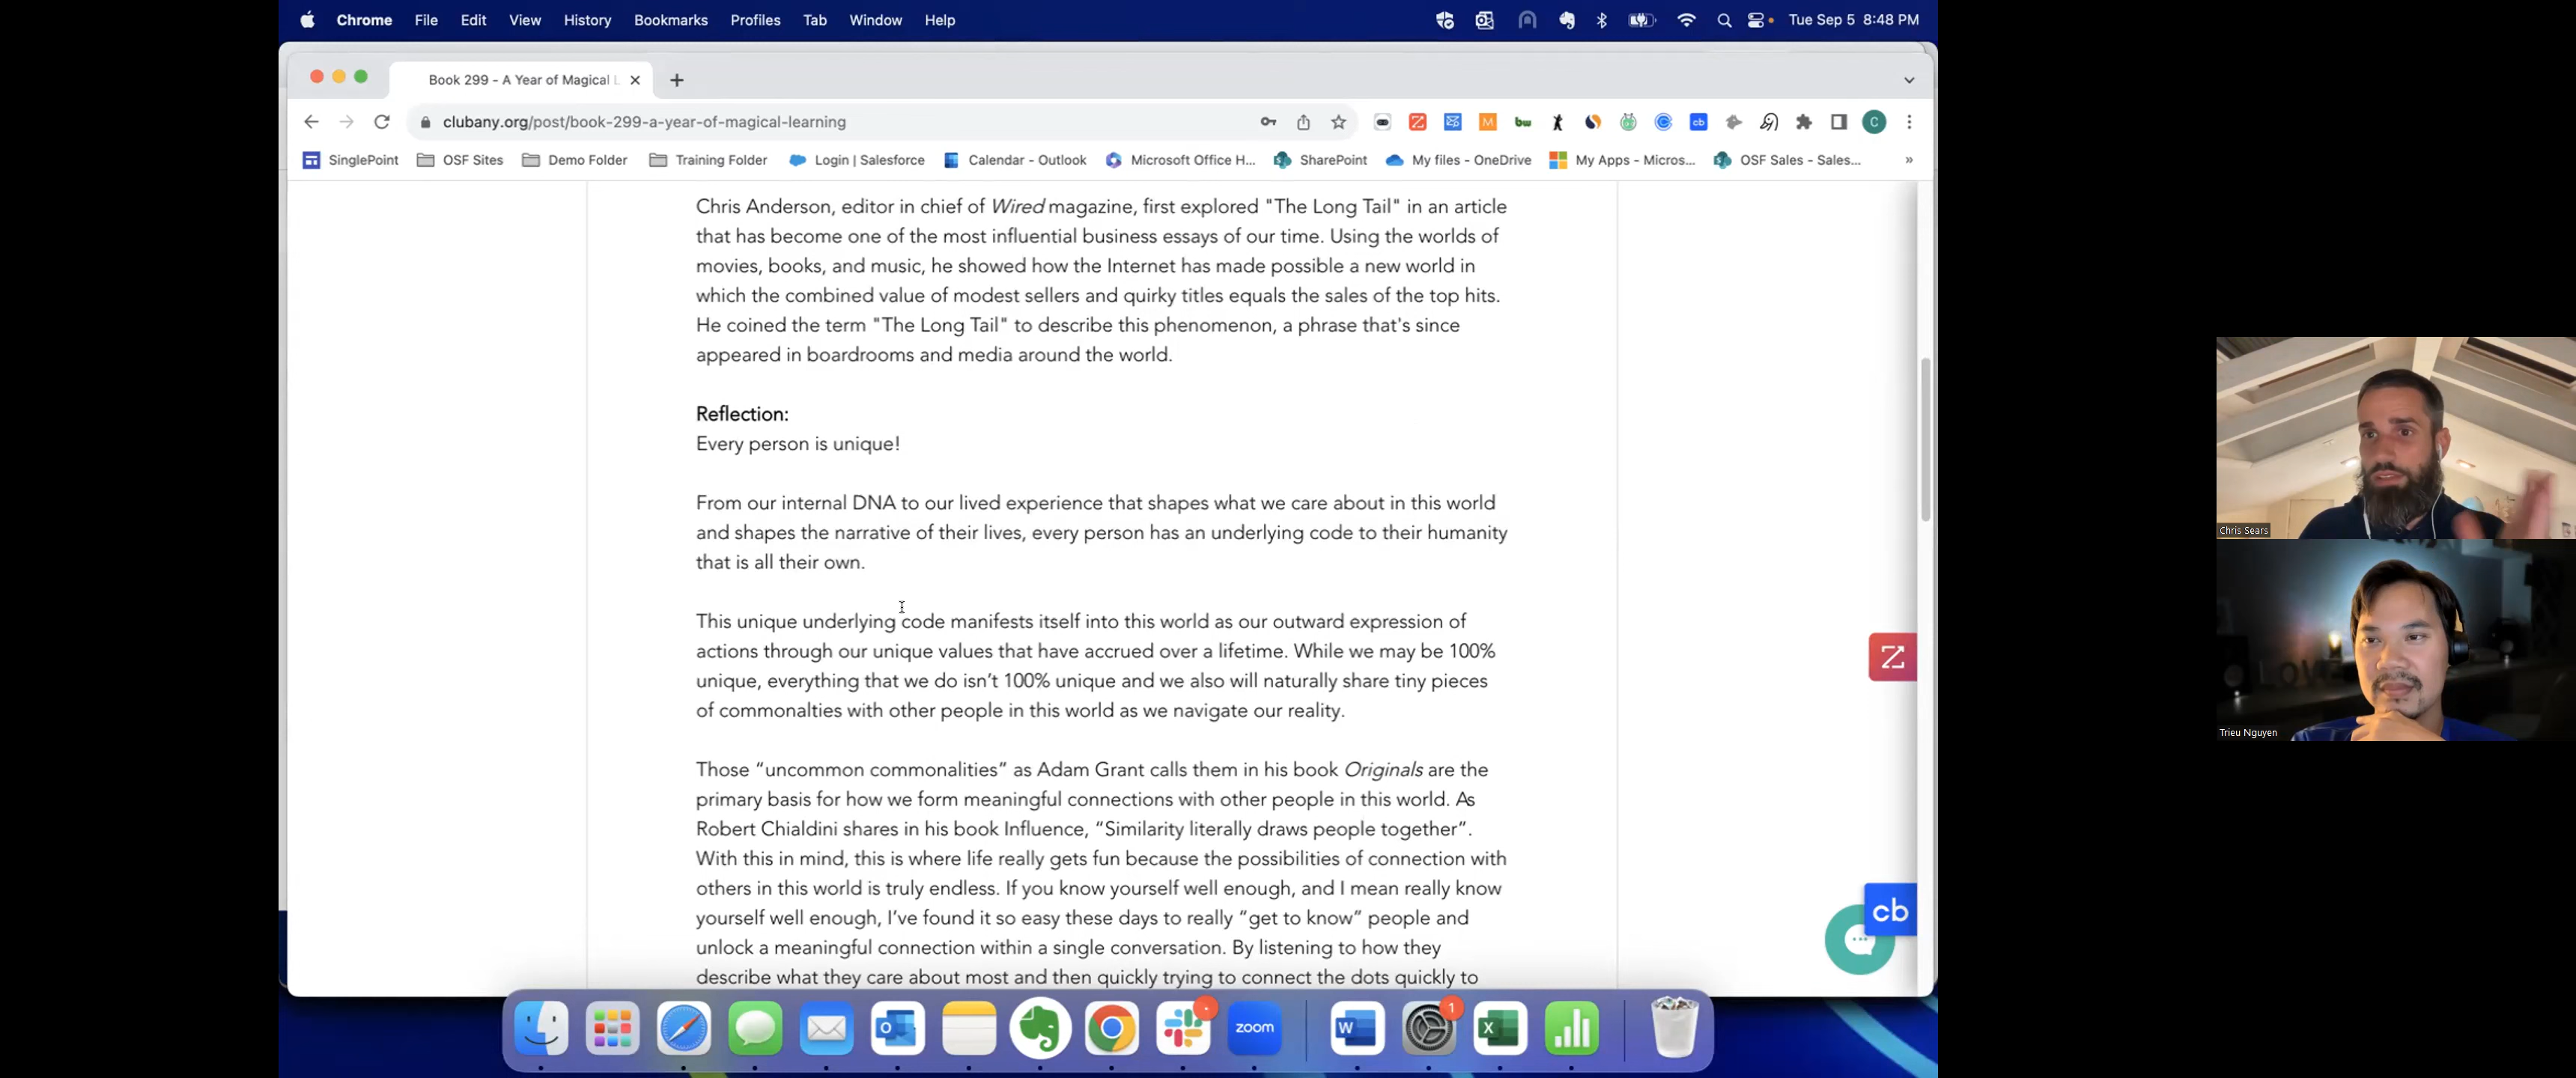 Chrome File Edit View History Bookmarks Profiles Tab Window Help Tue Sep 5 8:48 PM
Book 299 - A Year of Magical
clubany.org/post/book-299-a-year-of-magical-learning
SinglePoint OSF Sites Demo Folder Training Folder Login | Salesforce Calendar - Outlook Microsoft Office H... SharePoint My files - OneDrive My Apps - Micros... OSF Sales - Sales... »
Chris Anderson, editor in chief of Wired magazine, first explored "The Long Tail" in an article
that has become one of the most influential business essays of our time. Using the worlds of
movies, books, and music, he showed how the Internet has made possible a new world in
which the combined value of modest sellers and quirky titles equals the sales of the top hits.
He coined the term "The Long Tail" to describe this phenomenon, a phrase that's since
appeared in boardrooms and media around the world.
Reflection:
Every person is unique!
From our internal DNA to our lived experience that shapes what we care about in this world
and shapes the narrative of their lives, every person has an underlying code to their humanity
that is all their own.
This unique underlying code manifests itself into this world as our outward expression of
actions through our unique values that have accrued over a lifetime. While we may be 100%
unique, everything that we do isn't 100% unique and we also will naturally share tiny pieces
of commonalties with other people in this world as we navigate our reality.
Those “uncommon commonalities” as Adam Grant calls them in his book Originals are the
primary basis for how we form meaningful connections with other people in this world. As
Robert Chialdini shares in his book Influence, “Similarity literally draws people together”.
With this in mind, this is where life really gets fun because the possibilities of connection with
others in this world is truly endless. If you know yourself well enough, and I mean really know
yourself well enough, I’ve found it so easy these days to really “get to know” people and
unlock a meaningful connection within a single conversation. By listening to how they
describe what they care about most and then quickly trying to connect the dots quickly to
cb
zoom
1
Chris Sears
Trieu Nguyen